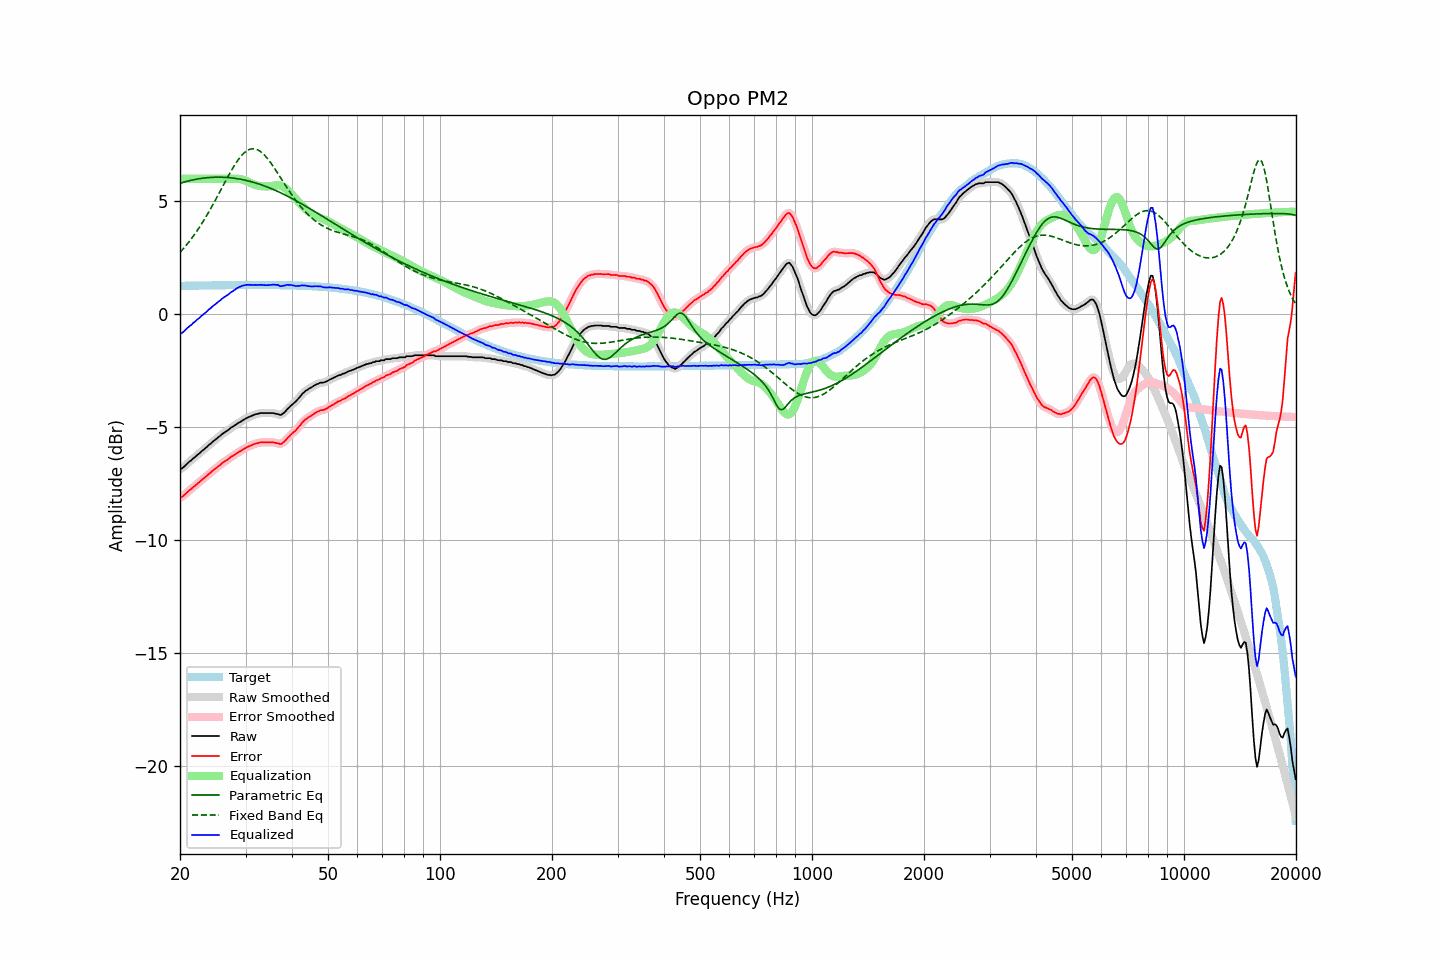 Oppo PM2
Amplitude (dBr)
5
0
−5
−10
−15
−20
Target
Raw Smoothed
Error Smoothed
Raw
Error
Equalization
Parametric Eq
Fixed Band Eq
Equalized
20 50 100 200 500 1000 2000 5000 10000 20000
Frequency (Hz)